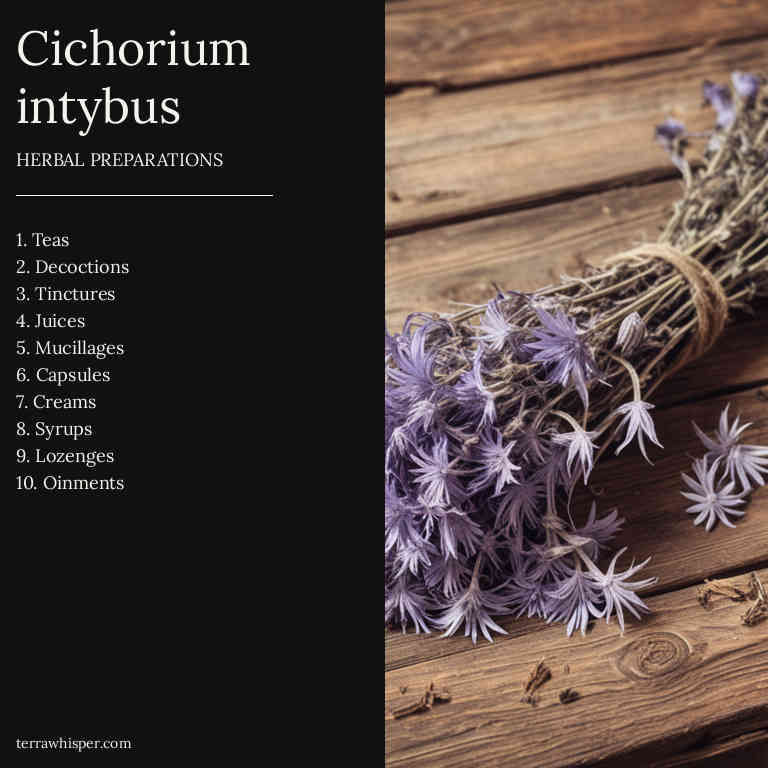 Cichorium
intybus
HERBAL PREPARATIONS
1. Teas
2. Decoctions
3. Tinctures
4. Juices
5. Mucillages
6. Capsules
7. Creams
8. Syrups
9. Lozenges
10. Oinments
terrawhisper.com